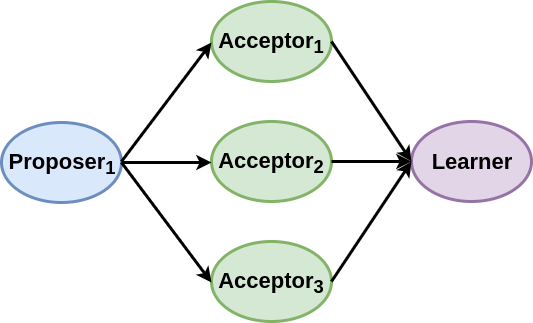 Acceptor₁
Proposer₁
Acceptor₂
Learner
Acceptor₃